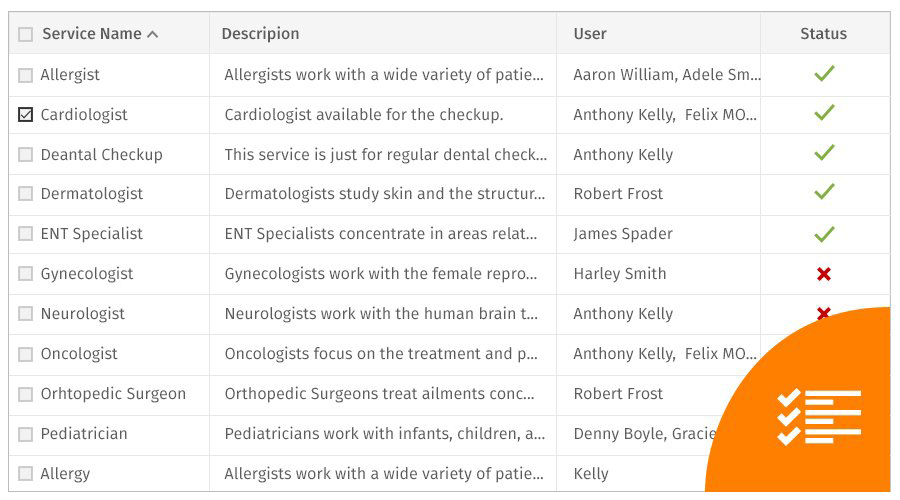 Service Name Descripion User Status
Allergist Allergists work with a wide variety of patie... Aaron William, Adele Sm...
Cardiologist Cardiologist available for the checkup. Anthony Kelly, Felix MO...
Deantal Checkup This service is just for regular dental check... Anthony Kelly
Dermatologist Dermatologists study skin and the structur... Robert Frost
ENT Specialist ENT Specialists concentrate in areas relat... James Spader
Gynecologist Gynecologists work with the female repro... Harley Smith
Neurologist Neurologists work with the human brain t... Anthony Kelly
Oncologist Oncologists focus on the treatment and p... Anthony Kelly, Felix MO...
Orhtopedic Surgeon Orthopedic Surgeons treat ailments conc... Robert Frost
Pediatrician Pediatricians work with infants, children, a... Denny Boyle, Gracie
Allergy Allergists work with a wide variety of patie... Kelly